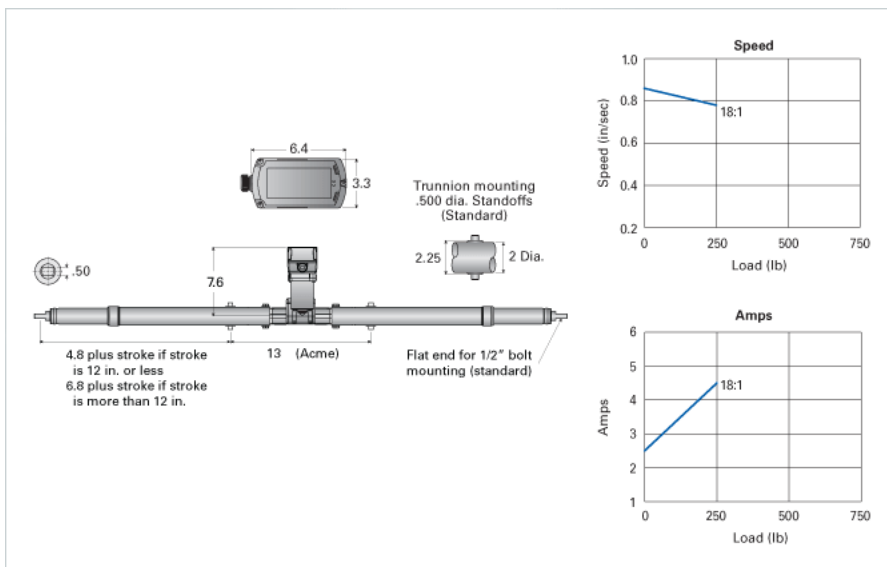 6.4
3.3
Trunnion mounting
.500 dia. Standoffs
(Standard)
2.25
2 Dia.
.50
7.6
4.8 plus stroke if stroke
is 12 in. or less
6.8 plus stroke if stroke
is more than 12 in.
13 (Acme)
Flat end for 1/2" bolt
mounting (standard)
Speed
Speed (in/sec)
1.0
0.8
0.6
0.4
0.2
18:1
0 250 500 750
Load (lb)
Amps
Amps
6
5
4
3
2
1
18:1
0 250 500 750
Load (lb)